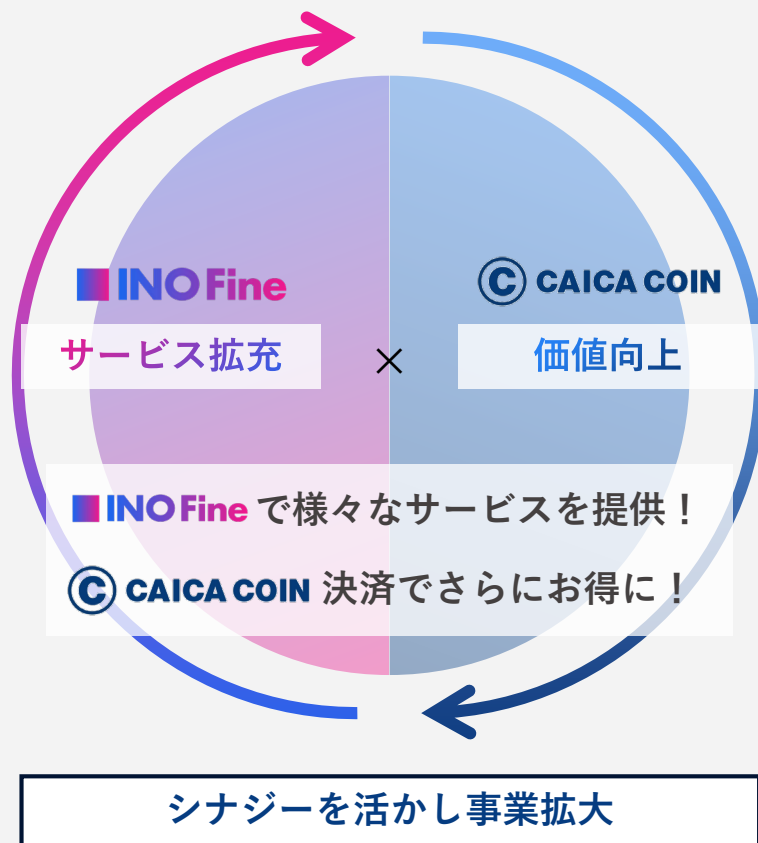 INO Fine
CAICA COIN
サービス拡充
×
価値向上
INO Fine で様々なサービスを提供！
C CAICA COIN 決済でさらにお得に！
シナジーを活かし事業拡大